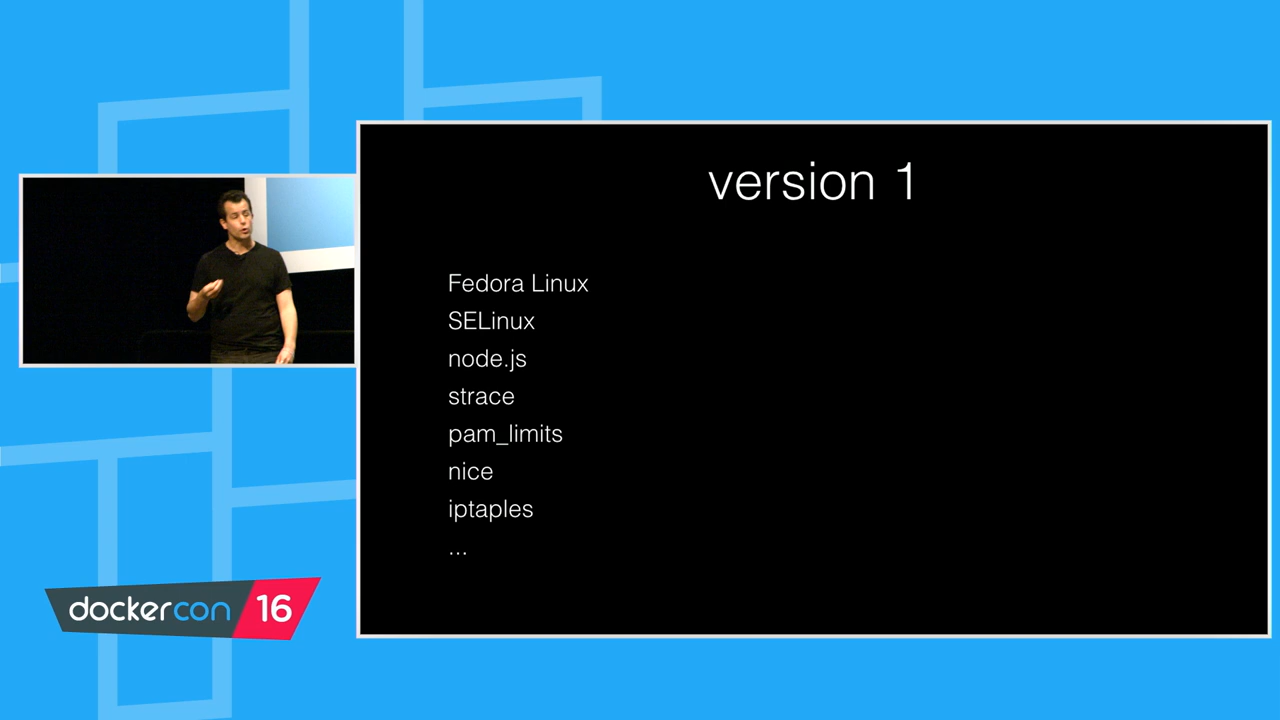 version 1
Fedora Linux
SELinux
node.js
strace
pam_limits
nice
iptaples
...
dockercon 16